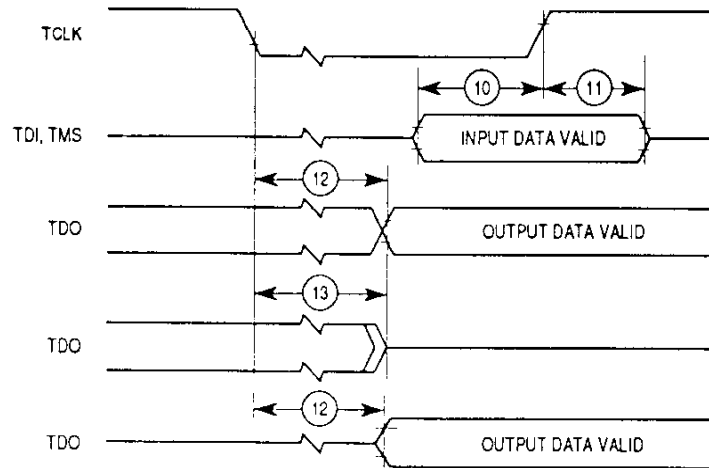 TCLK
10 11
TDI, TMS INPUT DATA VALID
12
TDO OUTPUT DATA VALID
13
TDO
12
TDO OUTPUT DATA VALID